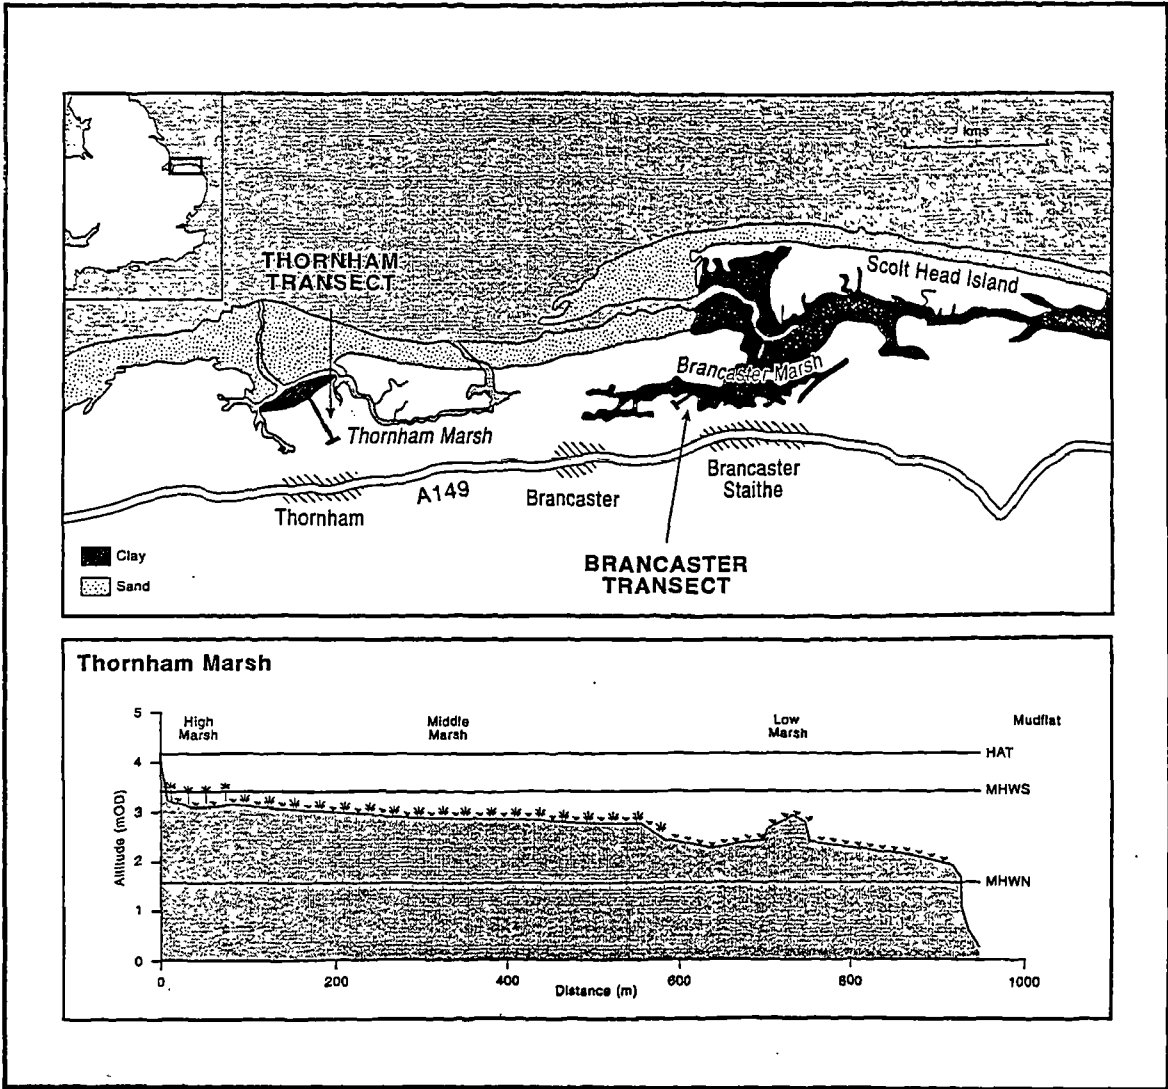 kms
THORNHAM
TRANSECT
Scolt Head Island
Brancaster Marsh
Thornham Marsh
A149
Thornham
Brancaster
Brancaster
Staithe
BRANCASTER
TRANSECT
Clay
Sand
Thornham Marsh
High
Marsh
Middle
Marsh
Low
Marsh
Mudflat
HAT
MHWS
MHWN
Altitude (mOD)
5
4
3
2
1
0
0
200
400
600
800
1000
Distance (m)